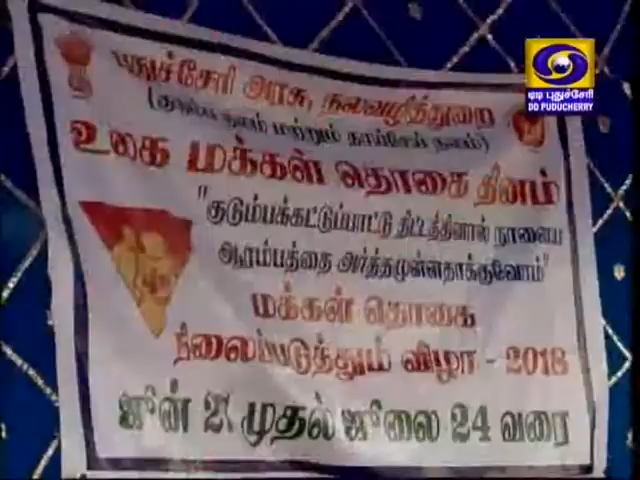 புதுச்சேரி அரசு, நலவழித்துறை
(குடும்ப நலம் மற்றும் தாய்சேய் நலம்)
உலக மக்கள் தொகை தினம்
"குடும்பக்கட்டுப்பாட்டு திட்டத்தினால் நாளைய
ஆரம்பத்தை அர்த்தமுள்ளதாக்குவோம்"
மக்கள் தொகை
நிலைப்படுத்தும் விழா - 2018
ஜூன் முதல் ஜூலை 24 வரை
டிடி புதுச்சேரி
DD PUDUCHERRY